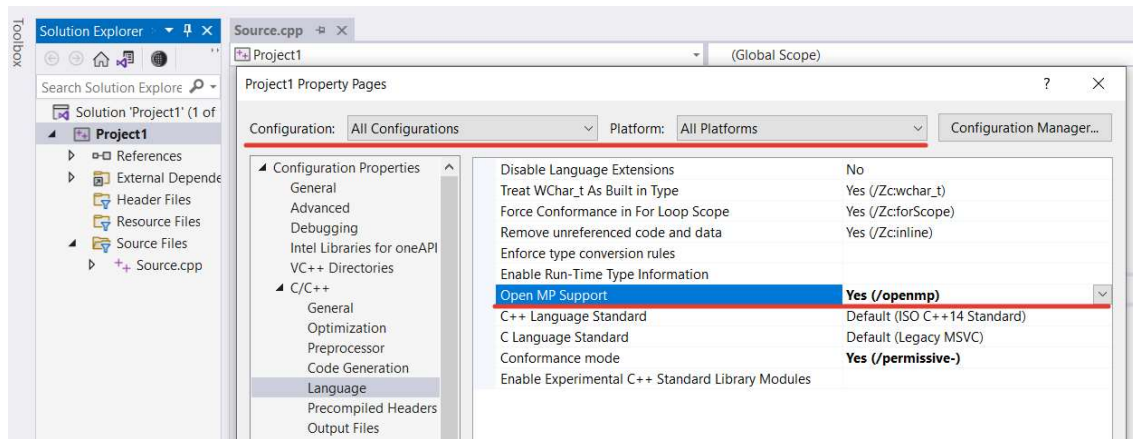 Toolbox
Solution Explorer
Search Solution Explore
Solution 'Project1' (1 of
Project1
References
External Depende
Header Files
Resource Files
Source Files
Source.cpp
Source.cpp
Project1
(Global Scope)
Project1 Property Pages
?
Configuration: All Configurations Platform: All Platforms Configuration Manager...
Configuration Properties
General
Advanced
Debugging
Intel Libraries for oneAPI
VC++ Directories
C/C++
General
Optimization
Preprocessor
Code Generation
Language
Precompiled Headers
Output Files
Disable Language Extensions No
Treat WChar_t As Built in Type Yes (/Zc:wchar_t)
Force Conformance in For Loop Scope Yes (/Zc:forScope)
Remove unreferenced code and data Yes (/Zc:inline)
Enforce type conversion rules
Enable Run-Time Type Information
Open MP Support Yes (/openmp)
C++ Language Standard Default (ISO C++14 Standard)
C Language Standard Default (Legacy MSVC)
Conformance mode Yes (/permissive-)
Enable Experimental C++ Standard Library Modules